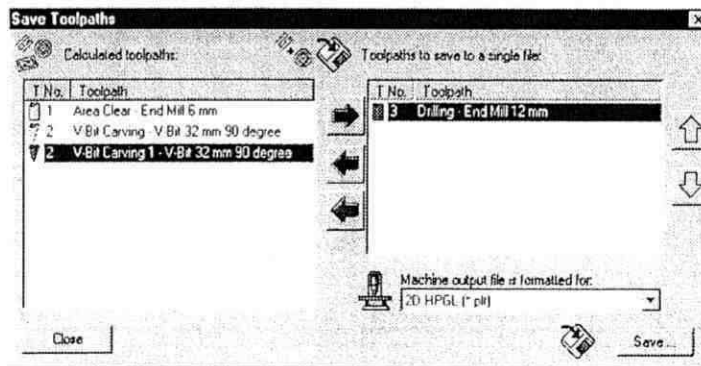 Save Toolpaths
Calculated toolpaths:
Toolpaths to save to a single file:
T No. Toolpath
1 Area Clear - End Mill 6 mm
2 V-Bit Carving - V-Bit 32 mm 90 degree
2 V-Bit Carving 1 - V-Bit 32 mm 90 degree
T No. Toolpath
3 Drilling - End Mill 12 mm
Machine output file is formatted for:
2D HPGL (*.plt)
Close
Save...